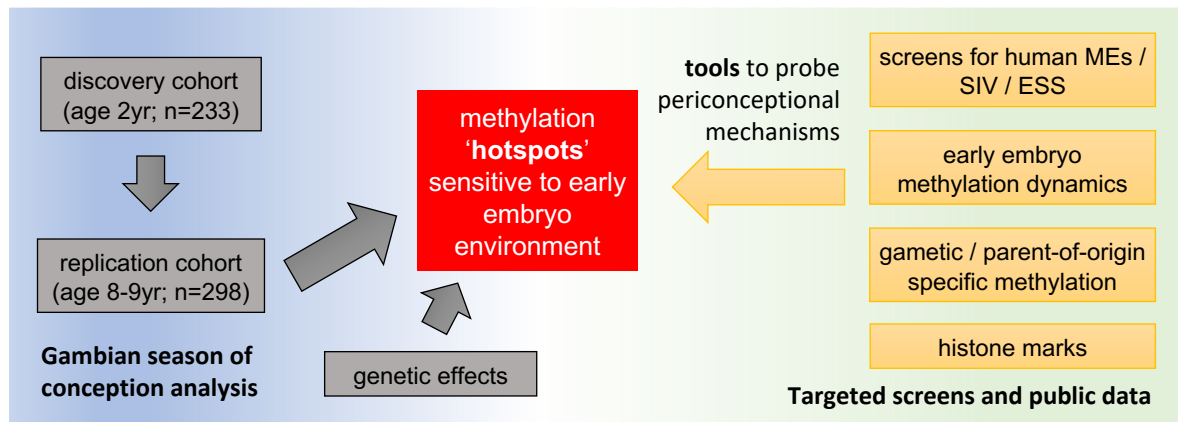 discovery cohort
(age 2yr; n=233)
replication cohort
(age 8-9yr; n=298)
Gambian season of
conception analysis
genetic effects
methylation
‘hotspots’
sensitive to early
embryo
environment
tools to probe
periconceptional
mechanisms
screens for human MEs /
SIV / ESS
early embryo
methylation dynamics
gametic / parent-of-origin
specific methylation
histone marks
Targeted screens and public data